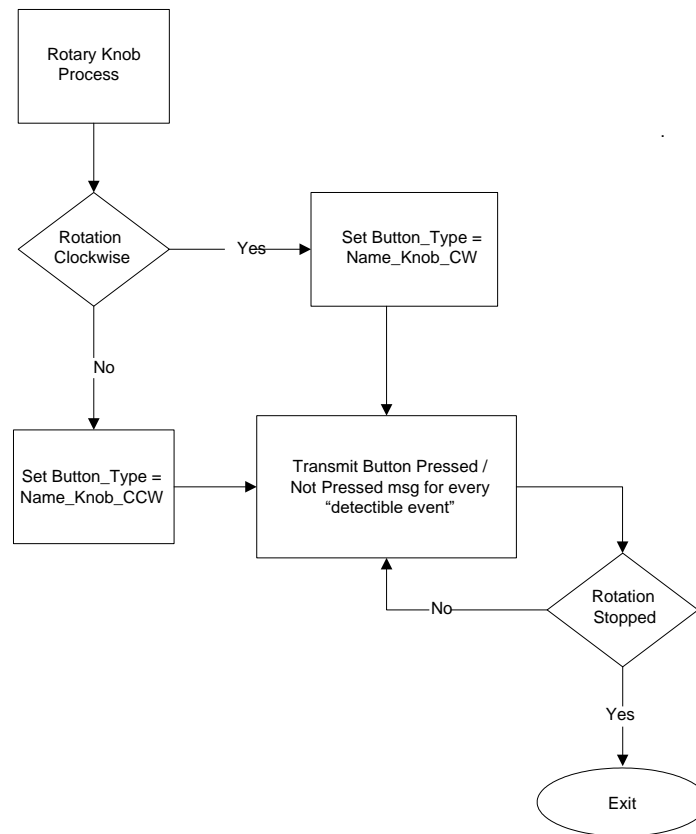 Rotary Knob
Process
.
Rotation
Clockwise
Yes
Set Button_Type =
Name_Knob_CW
No
Set Button_Type =
Name_Knob_CCW
Transmit Button Pressed /
Not Pressed msg for every
“detectible event”
Rotation
Stopped
No
Yes
Exit